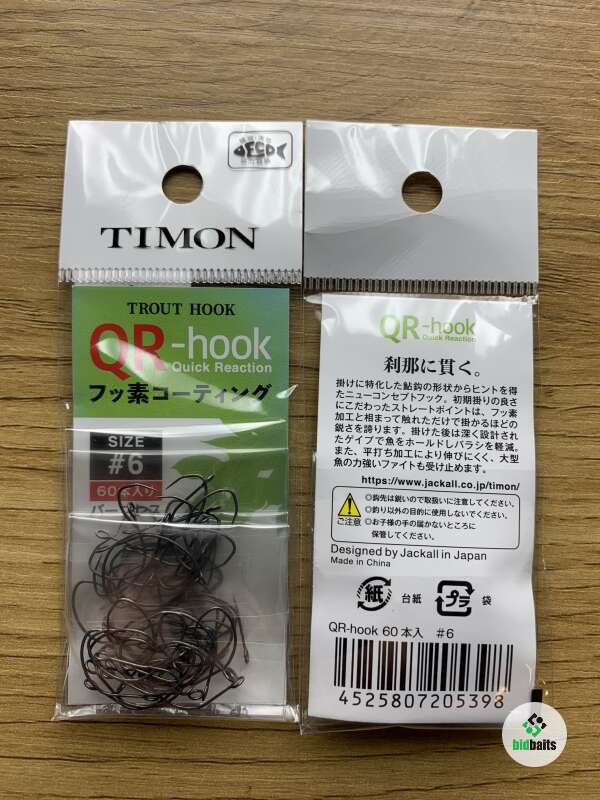 DECO
TIMON
TROUT HOOK
QR-hook
Quick Reaction
フッ素コーティング
SIZE
#6
60本入り
QR-hook
Quick Reaction
刹那に貫く。
掛けに特化した鮎鈎の形状からヒントを得
たニューコンセプトフック。初期掛りの良さ
にこだわったストレートポイントは、フッ素
加工と相まって触れただけで掛かるほどの
鋭さを誇ります。掛けた後は深く設計され
たゲイプで魚をホールドしバラシを軽減。
また、平打ち加工により伸びにくく、大型
魚の力強いファイトも受け止めます。
https://www.jackall.co.jp/timon/
ご注意
◎鈎先は鋭いので取扱いに注意してください。
◎釣り以外の目的に使用しないでください。
◎お子様の手の届かないところに
保管してください。
Designed by Jackall in Japan
Made in China
紙 台紙 プラ 袋
QR-hook 60本入 #6
4525807205398
bidbaits